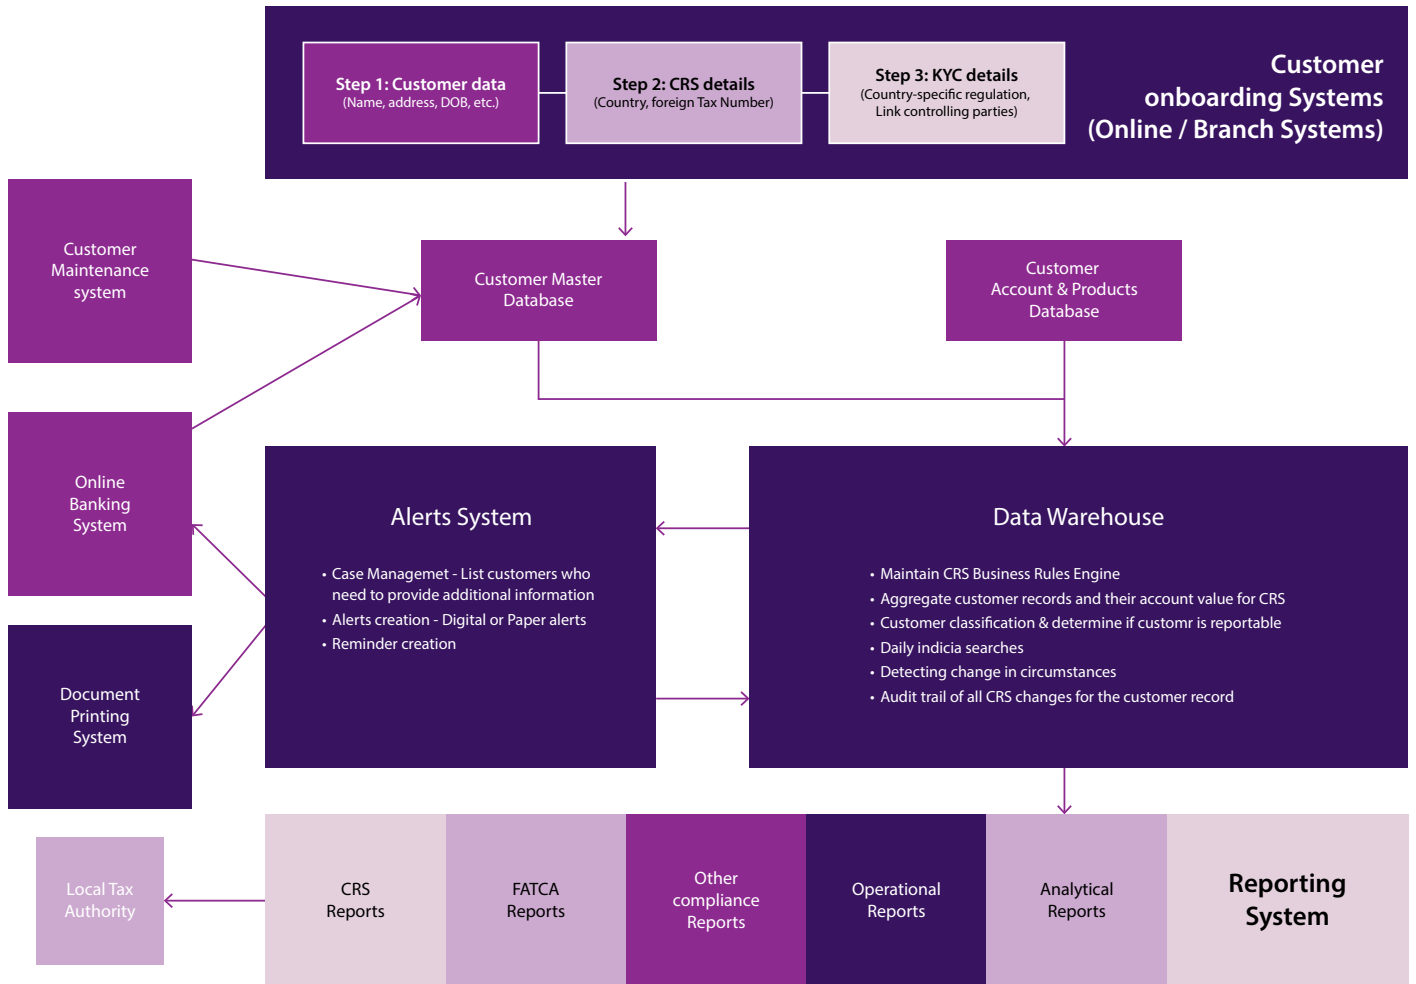 Step 1: Customer data
(Name, address, DOB, etc.)
Step 2: CRS details
(Country, foreign Tax Number)
Step 3: KYC details
(Country-specific regulation,
Link controlling parties)
Customer
onboarding Systems
(Online / Branch Systems)
Customer
Maintenance
system
Customer Master
Database
Customer
Account & Products
Database
Online
Banking
System
Alerts System
• Case Managemet - List customers who
need to provide additional information
• Alerts creation - Digital or Paper alerts
• Reminder creation
Data Warehouse
• Maintain CRS Business Rules Engine
• Aggregate customer records and their account value for CRS
• Customer classification & determine if customr is reportable
• Daily indicia searches
• Detecting change in circumstances
• Audit trail of all CRS changes for the customer record
Document
Printing
System
Local Tax
Authority
CRS
Reports
FATCA
Reports
Other
compliance
Reports
Operational
Reports
Analytical
Reports
Reporting
System